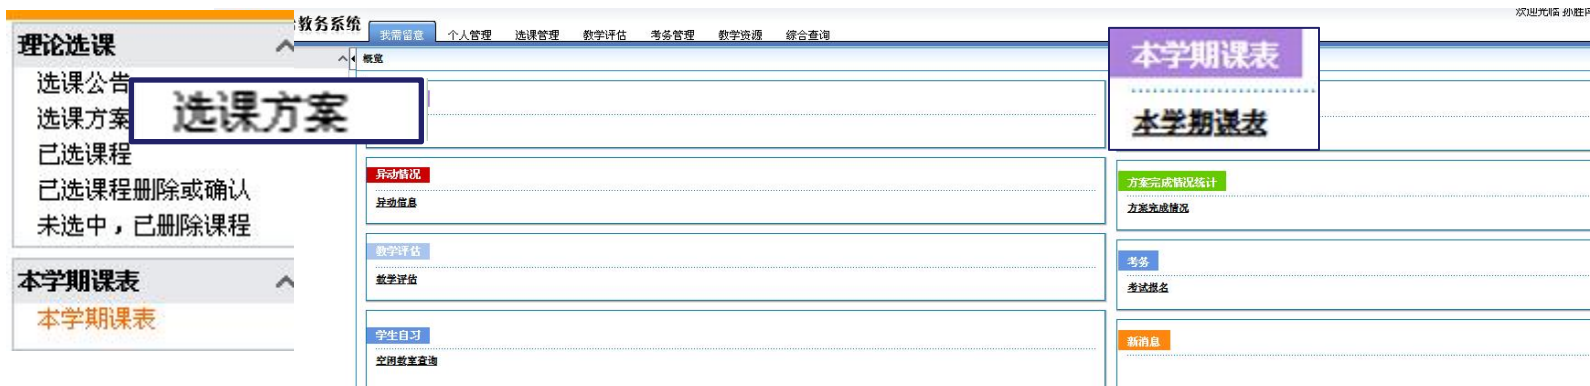 理论选课
选课公告
选课方案
选课方案
已选课程
已选课程删除或确认
未选中，已删除课程
本学期课表
本学期课表
教务系统
欢迎光临
我需留意 个人管理 选课管理 教学评估 考务管理 教学资源 综合查询
概览
本学期课表
本学期课表
异动情况
异动信息
方案完成情况统计
方案完成情况
教学评估
教学评估
考务
考试报名
学生自习
空闲教室查询
新消息